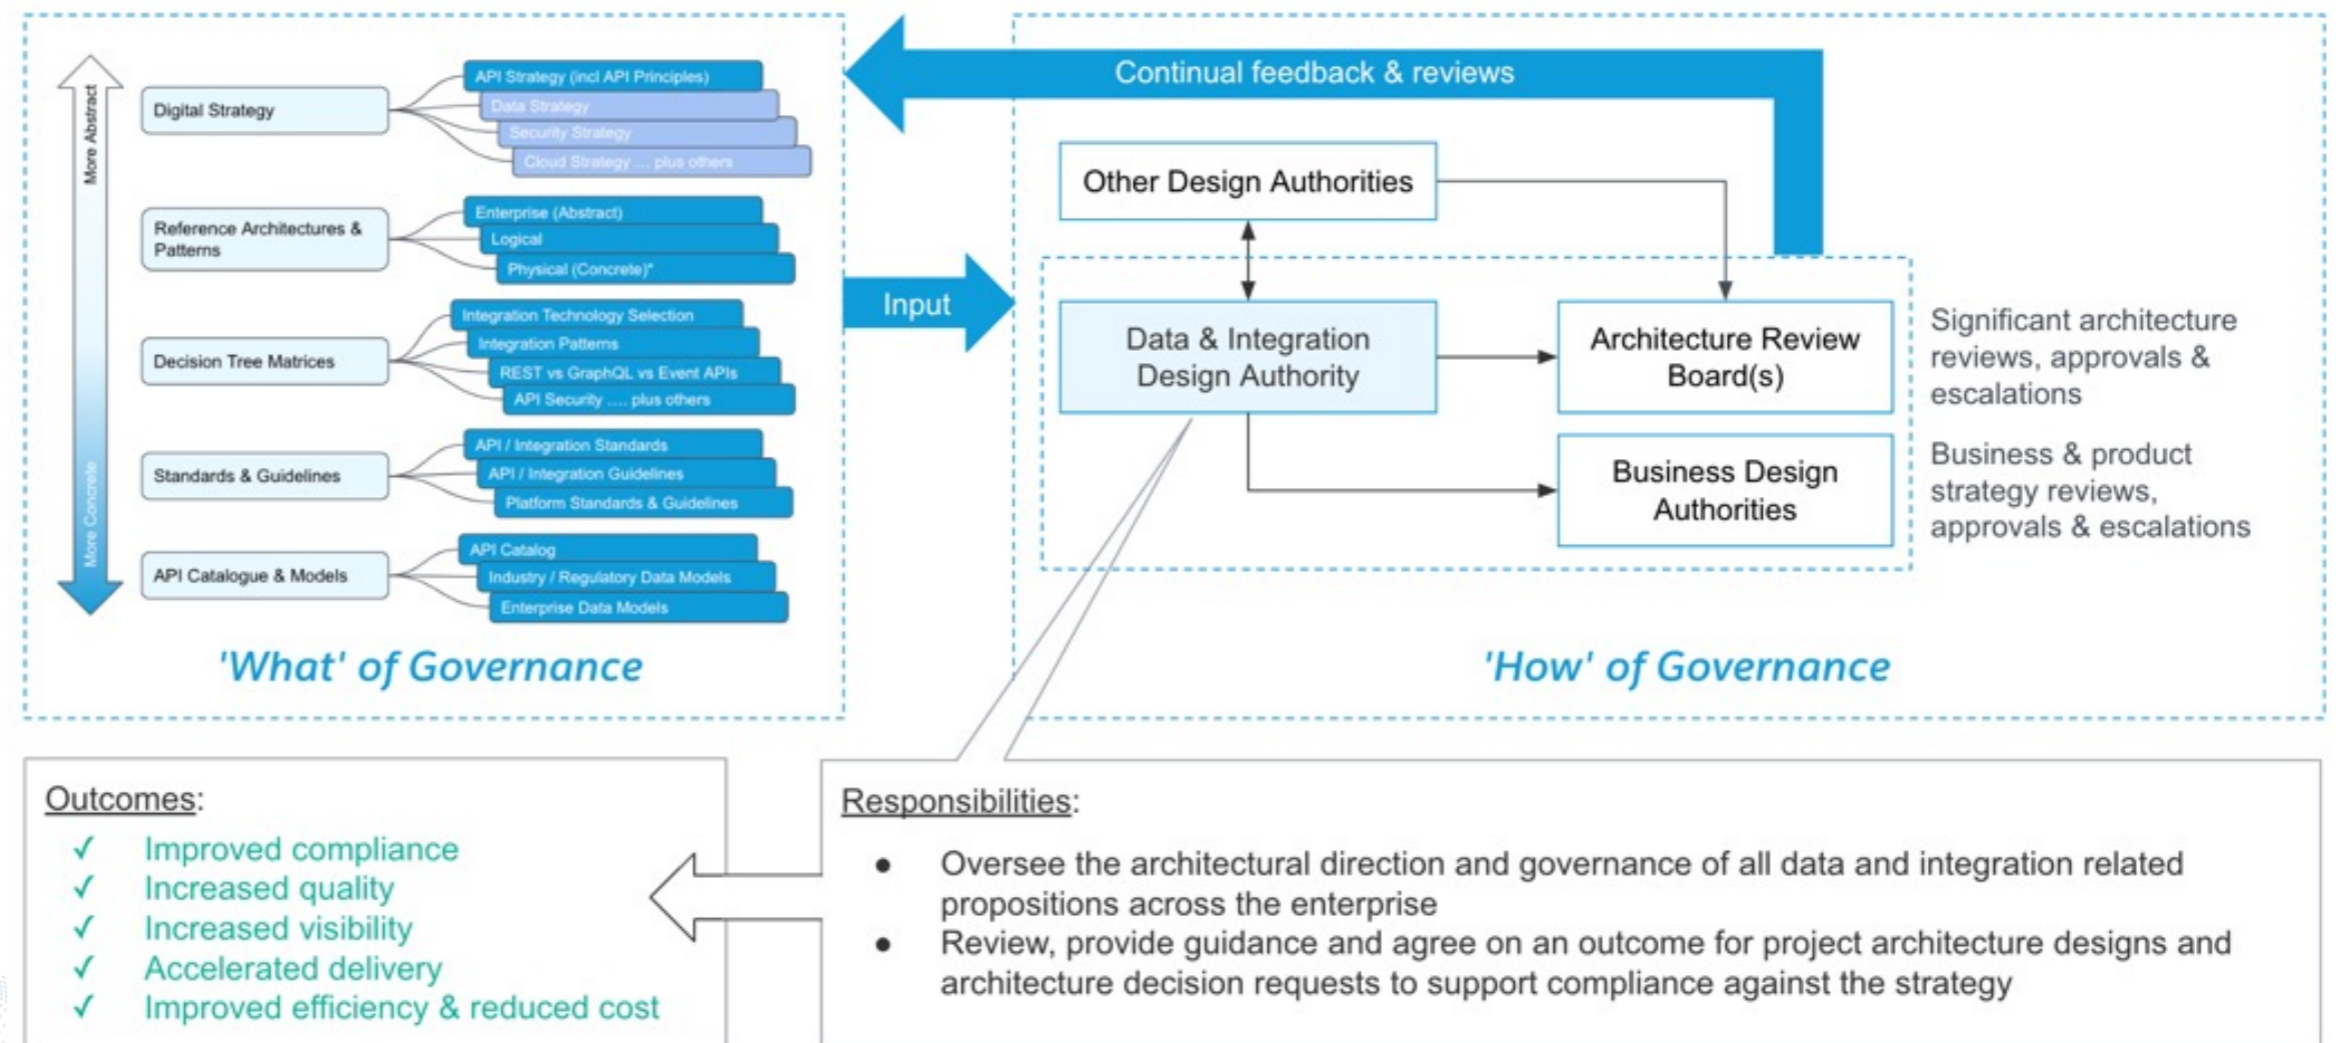 More Abstract
More Concrete
Digital Strategy
API Strategy (incl API Principles)
Data Strategy
Security Strategy
Cloud Strategy ... plus others
Reference Architectures &
Patterns
Enterprise (Abstract)
Logical
Physical (Concrete)*
Decision Tree Matrices
Integration Technology Selection
Integration Patterns
REST vs GraphQL vs Event APIs
API Security .... plus others
Standards & Guidelines
API / Integration Standards
API / Integration Guidelines
Platform Standards & Guidelines
API Catalogue & Models
API Catalog
Industry / Regulatory Data Models
Enterprise Data Models
'What' of Governance
Input
Continual feedback & reviews
Other Design Authorities
Data & Integration
Design Authority
Architecture Review
Board(s)
Significant architecture
reviews, approvals &
escalations
Business Design
Authorities
Business & product
strategy reviews,
approvals & escalations
'How' of Governance
Outcomes:
✓ Improved compliance
✓ Increased quality
✓ Increased visibility
✓ Accelerated delivery
✓ Improved efficiency & reduced cost
Responsibilities:
● Oversee the architectural direction and governance of all data and integration related
propositions across the enterprise
● Review, provide guidance and agree on an outcome for project architecture designs and
architecture decision requests to support compliance against the strategy